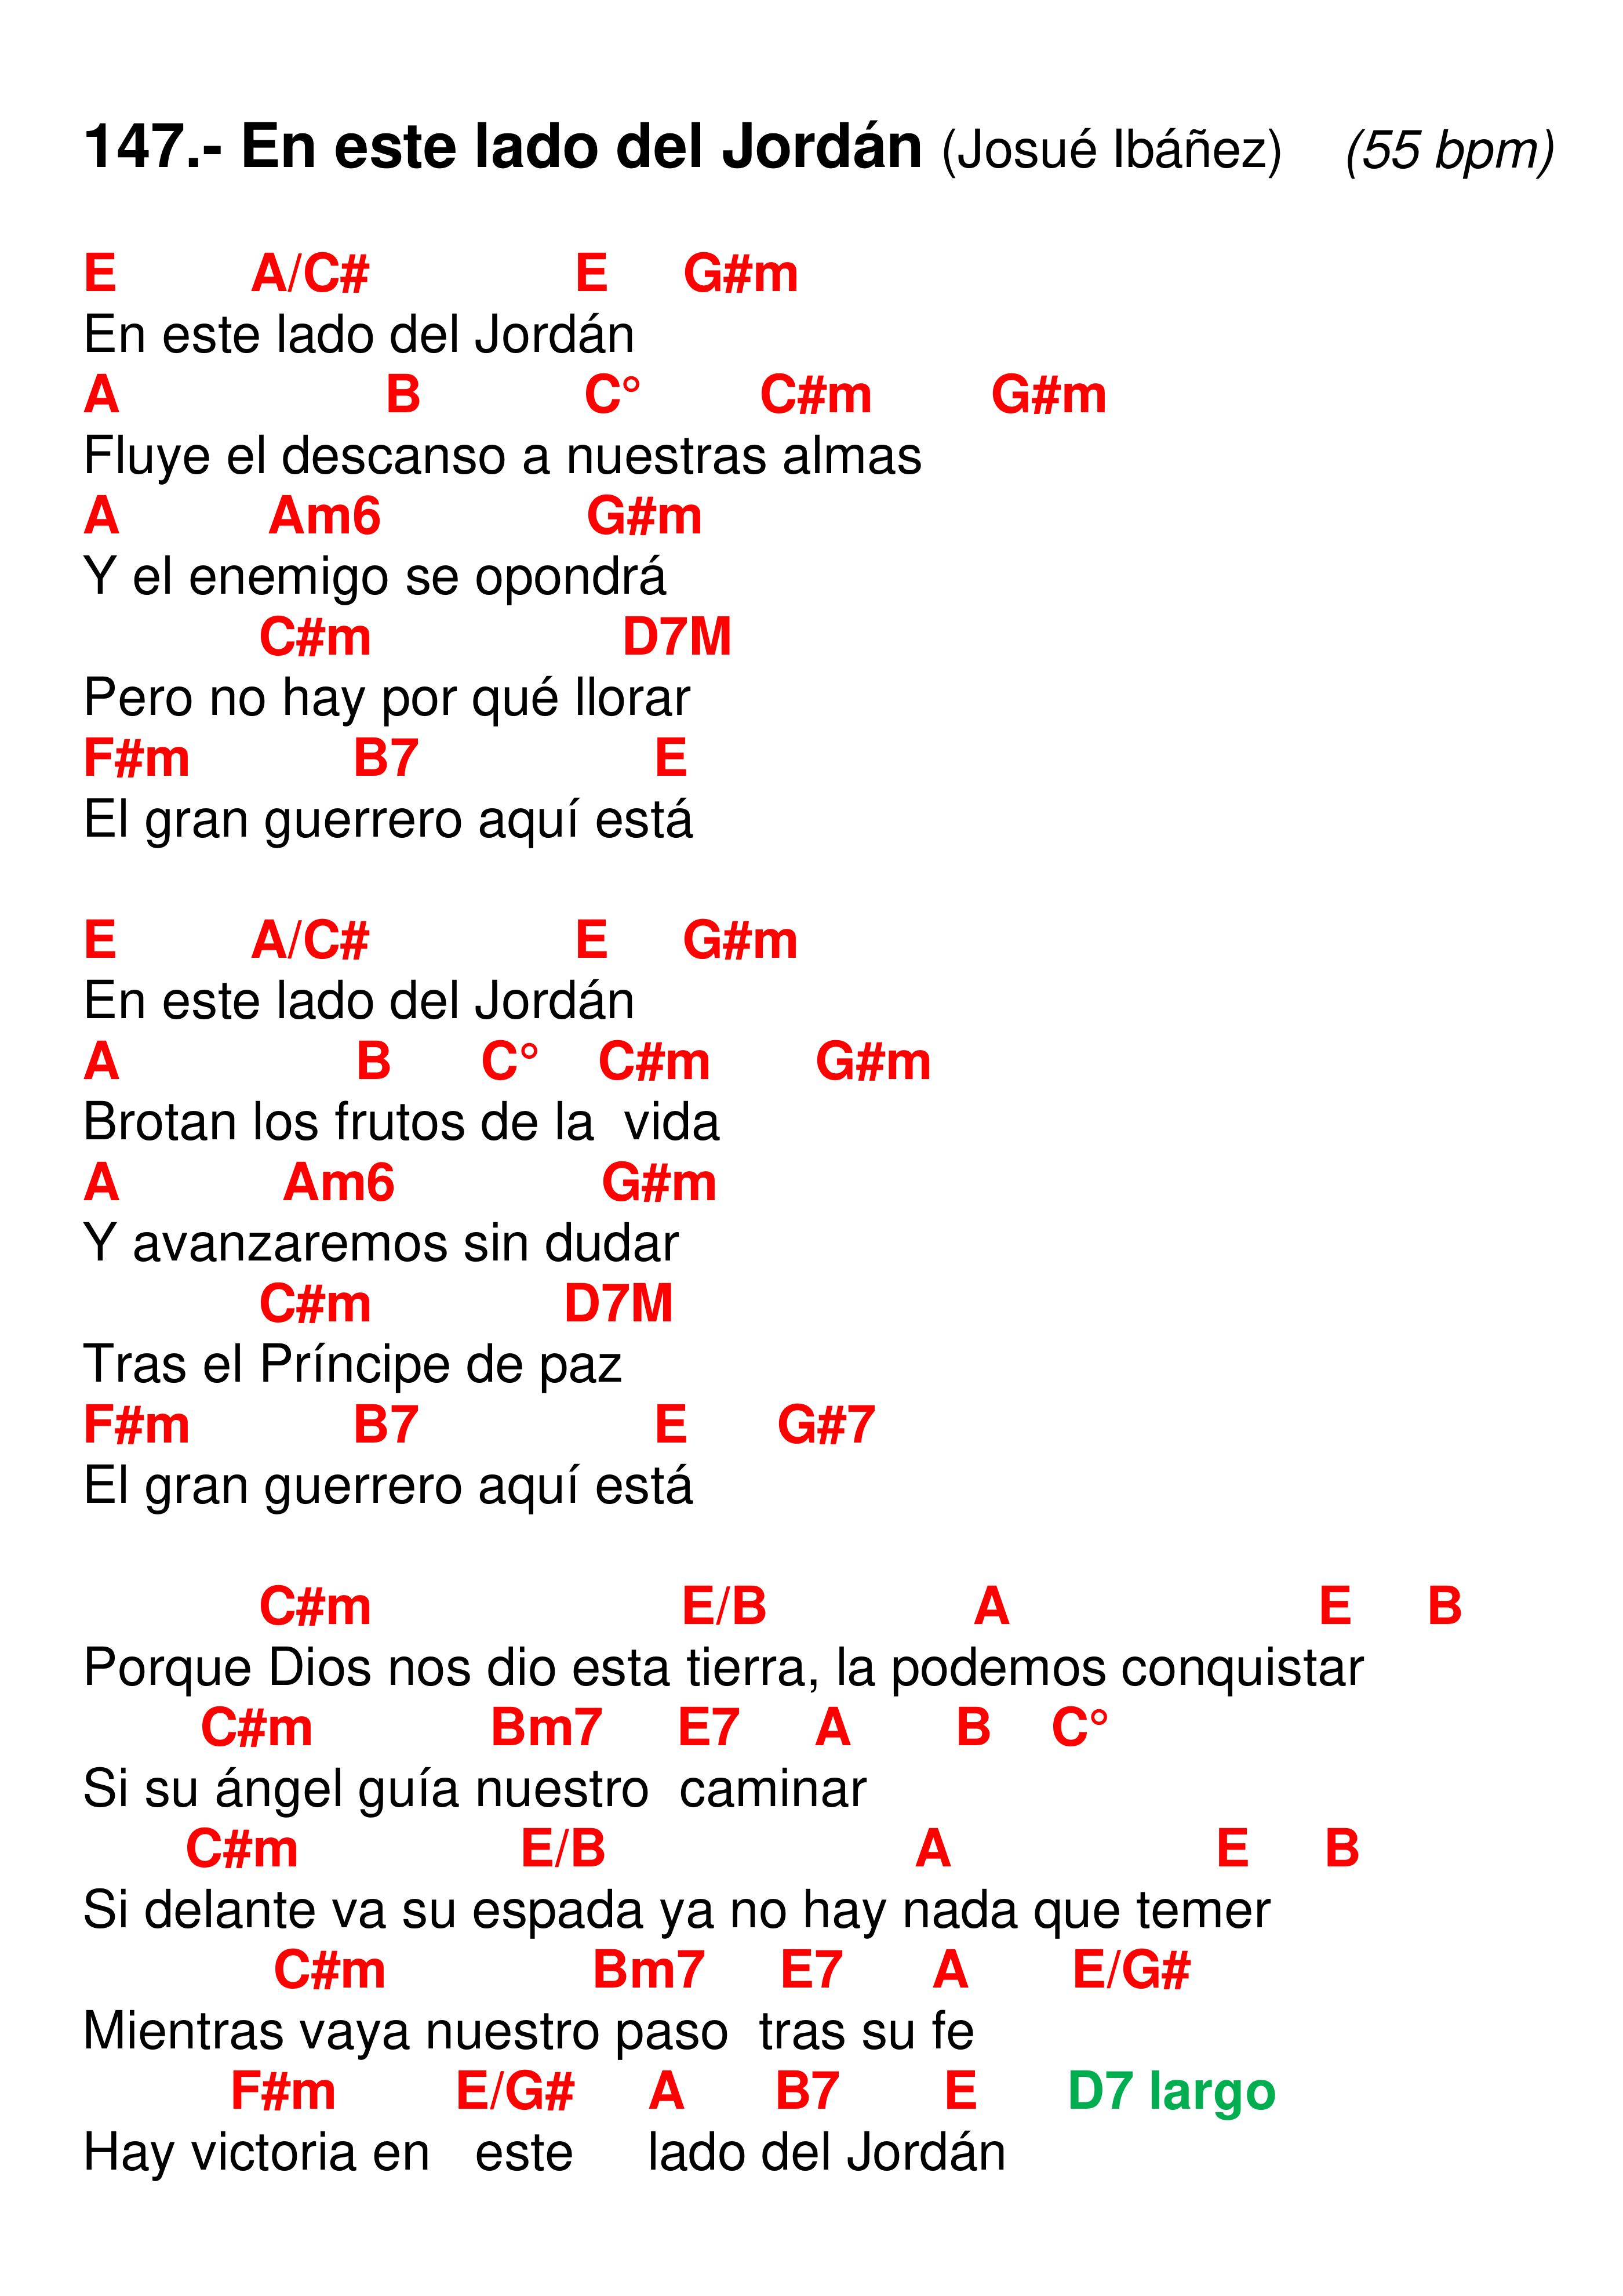 147.- En este lado del Jordán (Josué Ibáñez) (55 bpm)
E A/C# E G#m
En este lado del Jordán
A B C° C#m G#m
Fluye el descanso a nuestras almas
A Am6 G#m
Y el enemigo se opondrá
C#m D7M
Pero no hay por qué llorar
F#m B7 E
El gran guerrero aquí está
E A/C# E G#m
En este lado del Jordán
A B C° C#m G#m
Brotan los frutos de la vida
A Am6 G#m
Y avanzaremos sin dudar
C#m D7M
Tras el Príncipe de paz
F#m B7 E G#7
El gran guerrero aquí está
C#m E/B A E B
Porque Dios nos dio esta tierra, la podemos conquistar
C#m Bm7 E7 A B C°
Si su ángel guía nuestro caminar
C#m E/B A E B
Si delante va su espada ya no hay nada que temer
C#m Bm7 E7 A E/G#
Mientras vaya nuestro paso tras su fe
F#m E/G# A B7 E D7 largo
Hay victoria en este lado del Jordán